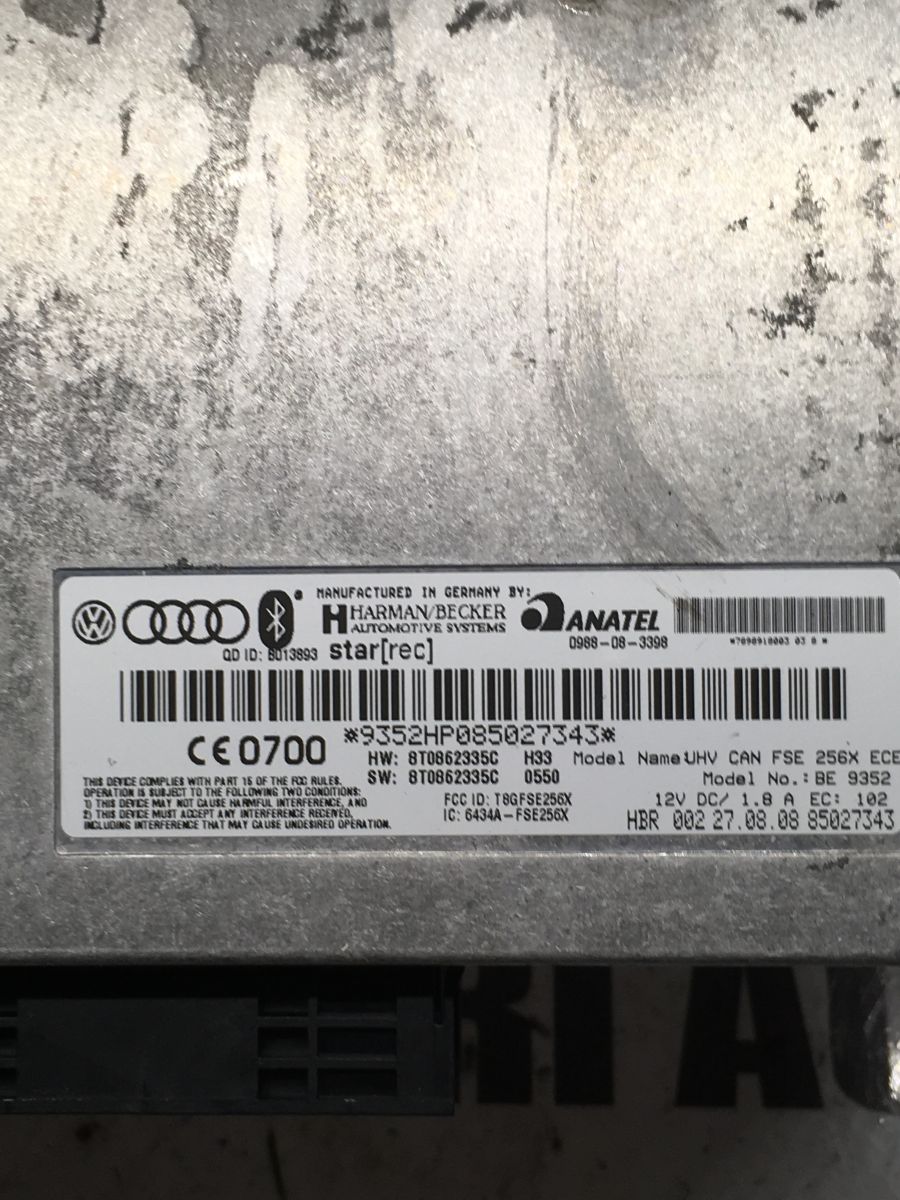 MANUFACTURED IN GERMANY BY:
HARMAN/BECKER
AUTOMOTIVE SYSTEMS
ANATEL
0988-08-3398
QD ID: B013893
star[rec]
*9352HP085027343*
CE0700
HW: 8T0862335C H33
SW: 8T0862335C 0550
Model Name:UHV CAN FSE 256X ECE
Model No.: BE 9352
THIS DEVICE COMPLIES WITH PART 15 OF THE FCC RULES.
OPERATION IS SUBJECT TO THE FOLLOWING TWO CONDITIONS:
1) THIS DEVICE MAY NOT CAUSE HARMFUL INTERFERENCE, AND
2) THIS DEVICE MUST ACCEPT ANY INTERFERENCE RECEIVED,
INCLUDING INTERFERENCE THAT MAY CAUSE UNDESIRED OPERATION.
FCC ID: T8GFSE256X
IC: 6434A-FSE256X
12V DC/ 1.8 A EC: 102
HBR 002 27.08.08 85027343